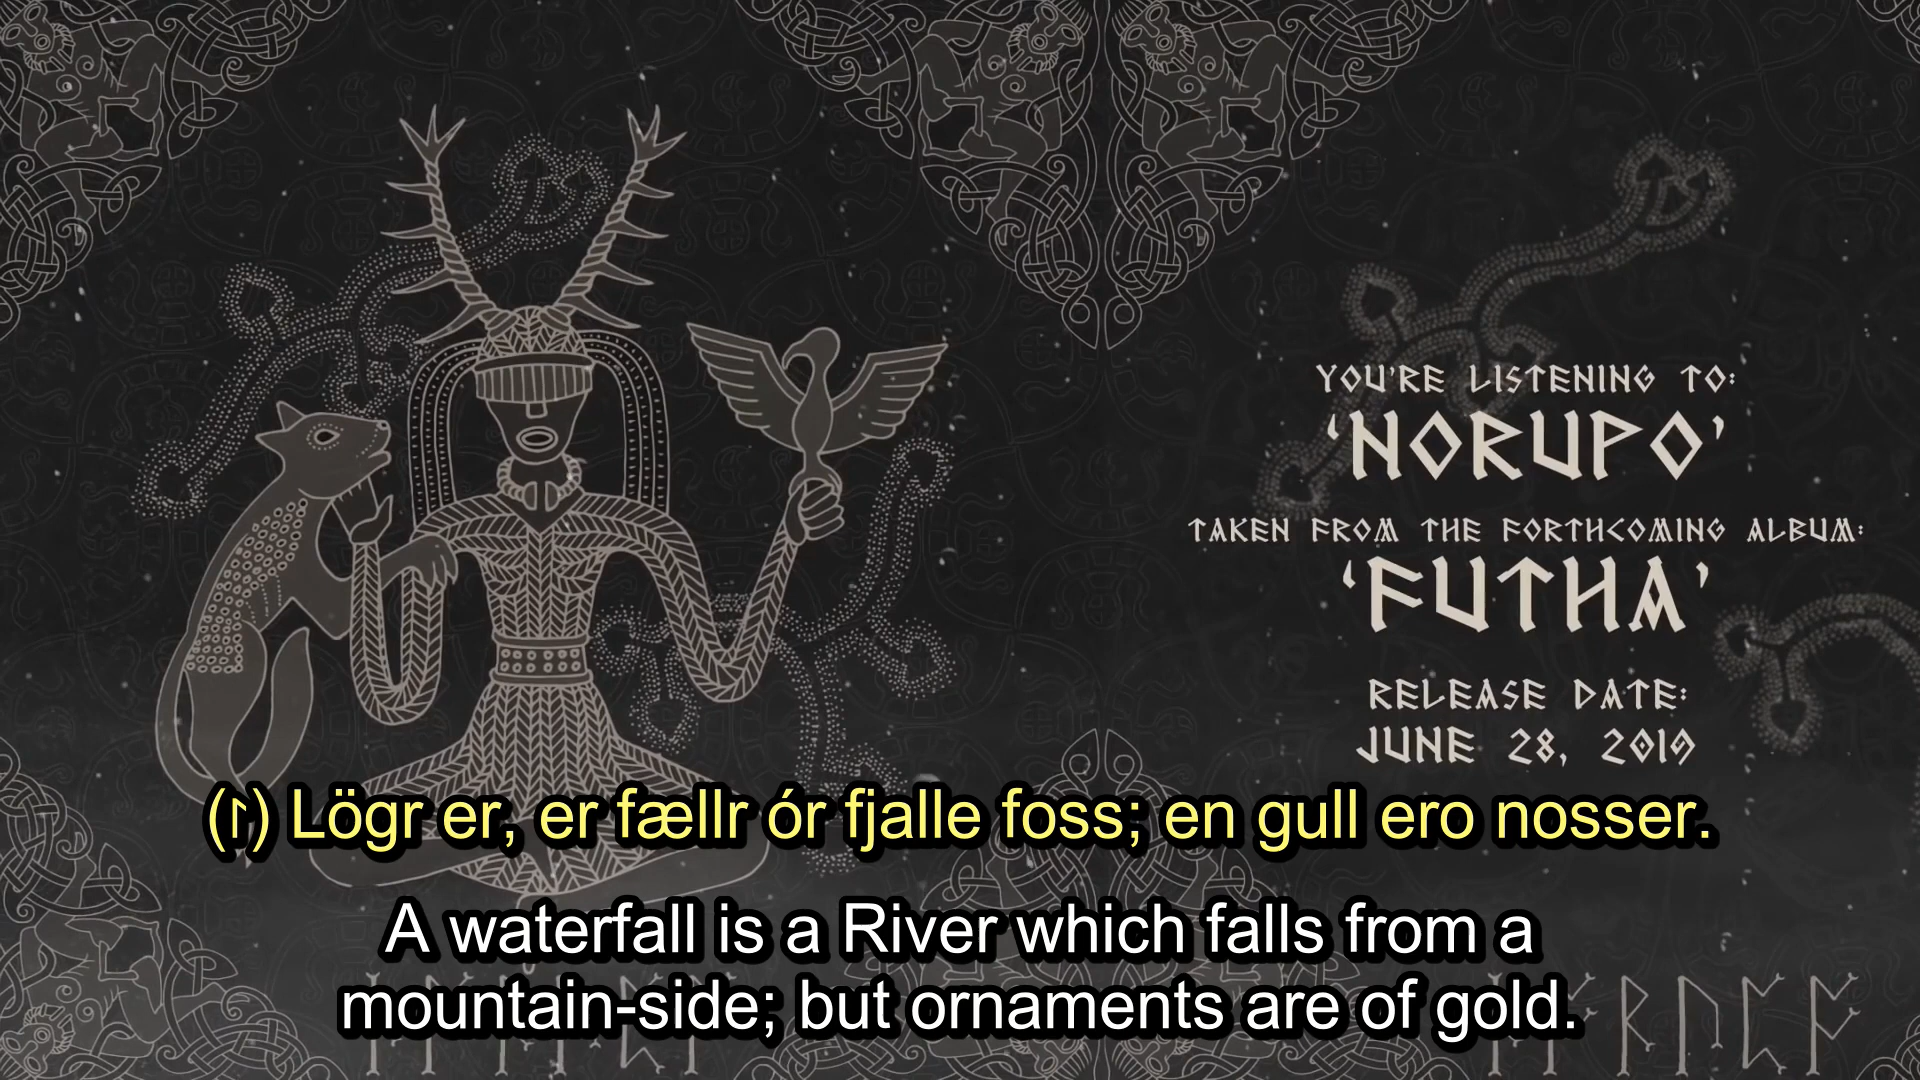 YOU'RE LISTENING TO:
'NORUPO'
TAKEN FROM THE FORTHCOMING ALBUM:
'FUTHA'
RELEASE DATE:
JUNE 28, 2019
(ᛚ) Lögr er, er fællr ór fjalle foss; en gull ero nosser.
A waterfall is a River which falls from a
mountain-side; but ornaments are of gold.